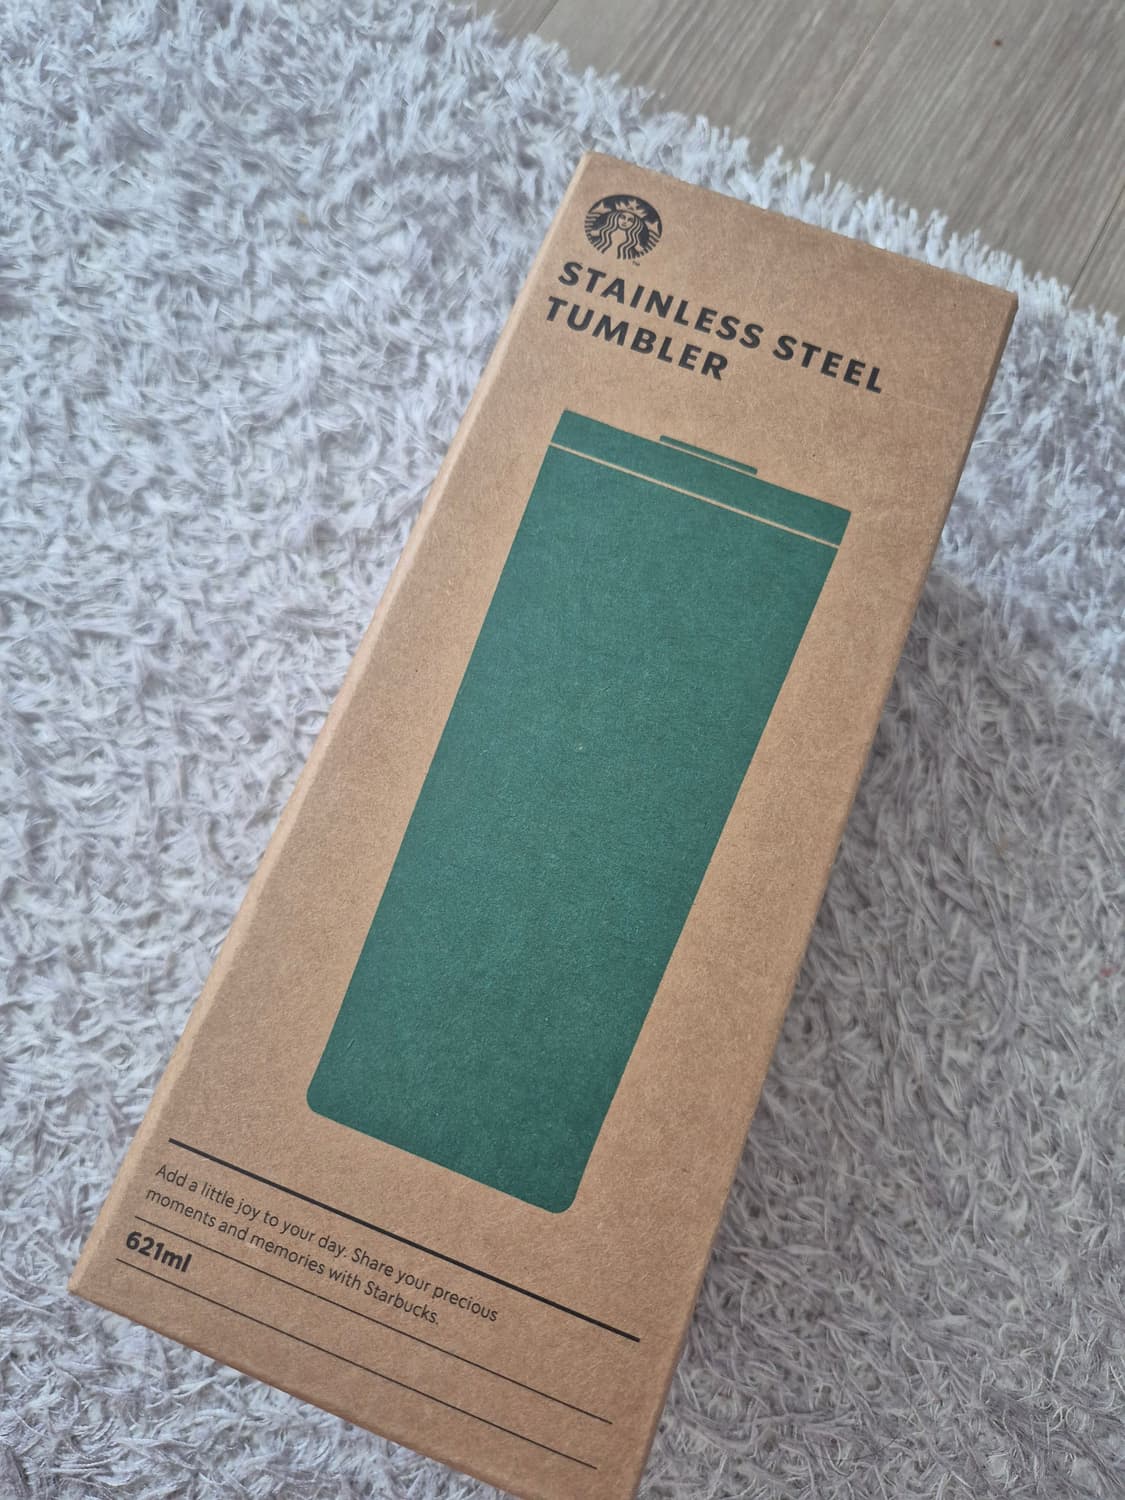 STAINLESS STEEL
TUMBLER
Add a little joy to your day. Share your precious
moments and memories with Starbucks.
621ml